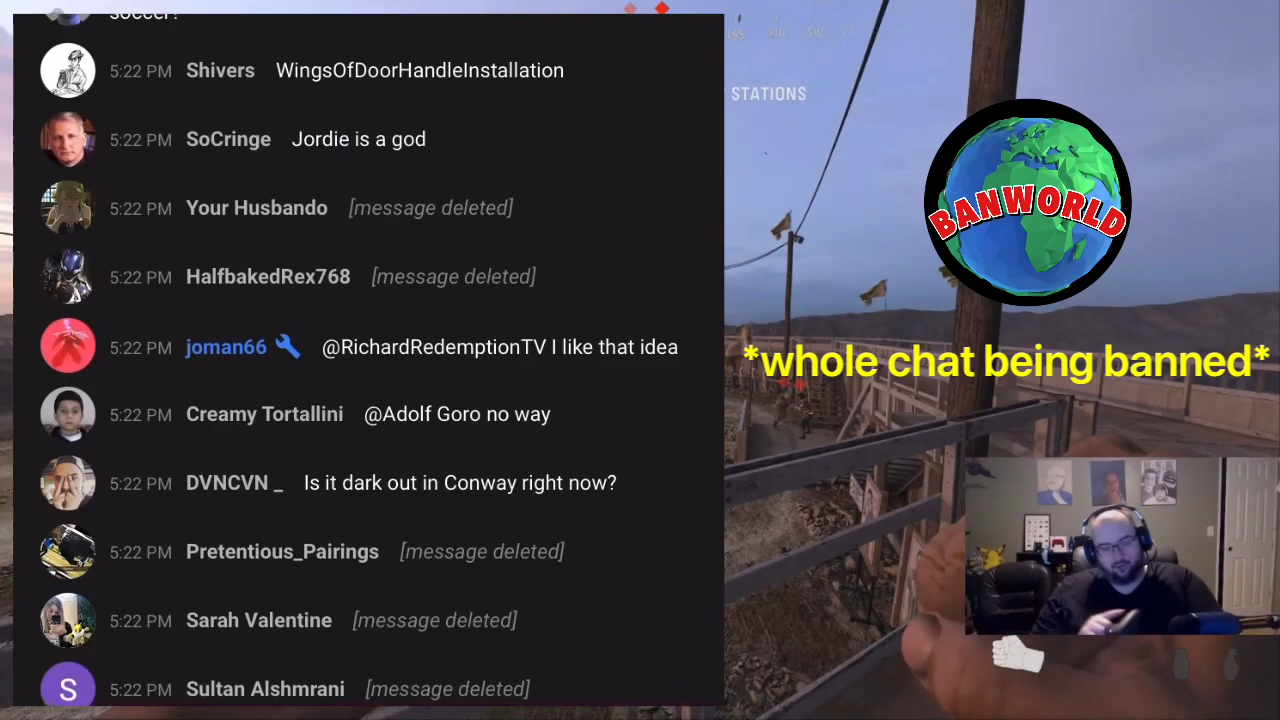 soccer?
5:22 PM Shivers WingsOfDoorHandleInstallation
5:22 PM SoCringe Jordie is a god
5:22 PM Your Husbando [message deleted]
5:22 PM HalfbakedRex768 [message deleted]
5:22 PM joman66 @RichardRedemptionTV I like that idea
5:22 PM Creamy Tortallini @Adolf Goro no way
5:22 PM DVNCVN _ Is it dark out in Conway right now?
5:22 PM Pretentious_Pairings [message deleted]
5:22 PM Sarah Valentine [message deleted]
S 5:22 PM Sultan Alshmrani [message deleted]
195 210 SW
STATIONS
BANWORLD
*whole chat being banned*